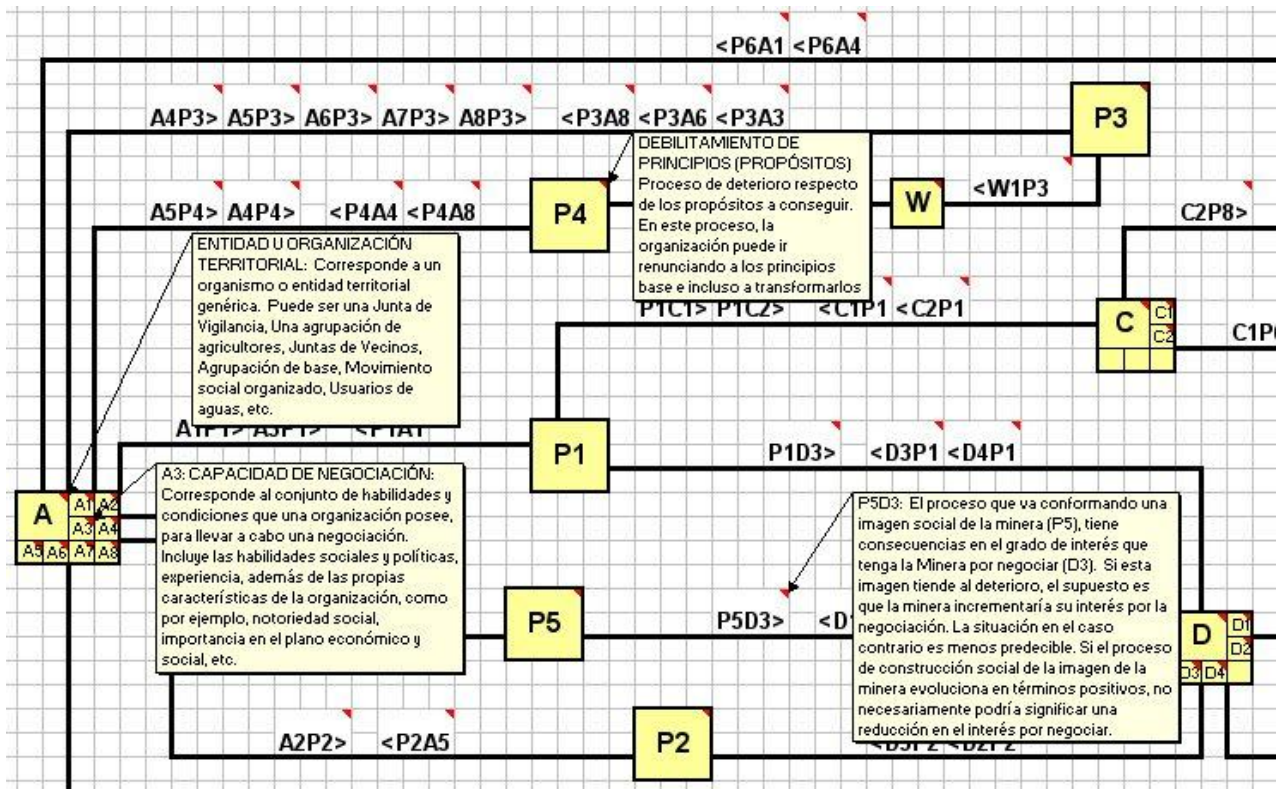 <P6A1 <P6A4
A4P3> A5P3> A6P3> A7P3> A8P3> <P3A8 <P3A6 <P3A3
P3
DEBILITAMIENTO DE
PRINCIPIOS (PROPÓSITOS)
Proceso de deterioro respecto
de los propósitos a conseguir.
En este proceso, la
organización puede ir
renunciando a los principios
base e incluso a transformarlos
A5P4> A4P4> <P4A4 <P4A8
P4
W
<W1P3
C2P8>
ENTIDAD U ORGANIZACIÓN
TERRITORIAL: Corresponde a un
organismo o entidad territorial
genérica. Puede ser una Junta de
Vigilancia, Una agrupación de
agricultores, Juntas de Vecinos,
Agrupación de base, Movimiento
social organizado, Usuarios de
aguas, etc.
P1C1> P1C2> <C1P1 <C2P1
C
C1
C2
A1P1> <P1A1
P1
P1D3> <D3P1 <D4P1
A
A1 A2
A3 A4
A5 A6 A7 A8
A3: CAPACIDAD DE NEGOCIACIÓN:
Corresponde al conjunto de habilidades y
condiciones que una organización posee,
para llevar a cabo una negociación.
Incluye las habilidades sociales y políticas,
experiencia, además de las propias
características de la organización, como
por ejemplo, notoriedad social,
importancia en el plano económico y
social, etc.
P5D3: El proceso que va conformando una
imagen social de la minera (P5), tiene
consecuencias en el grado de interés que
tenga la Minera por negociar (D3). Si esta
imagen tiende al deterioro, el supuesto es
que la minera incrementaría su interés por la
negociación. La situación en el caso
contrario es menos predecible. Si el proceso
de construcción social de la imagen de la
minera evoluciona en términos positivos, no
necesariamente podría significar una
reducción en el interés por negociar.
P5
P5D3>
D
D1
D2
D3 D4
A2P2> <P2A5
P2